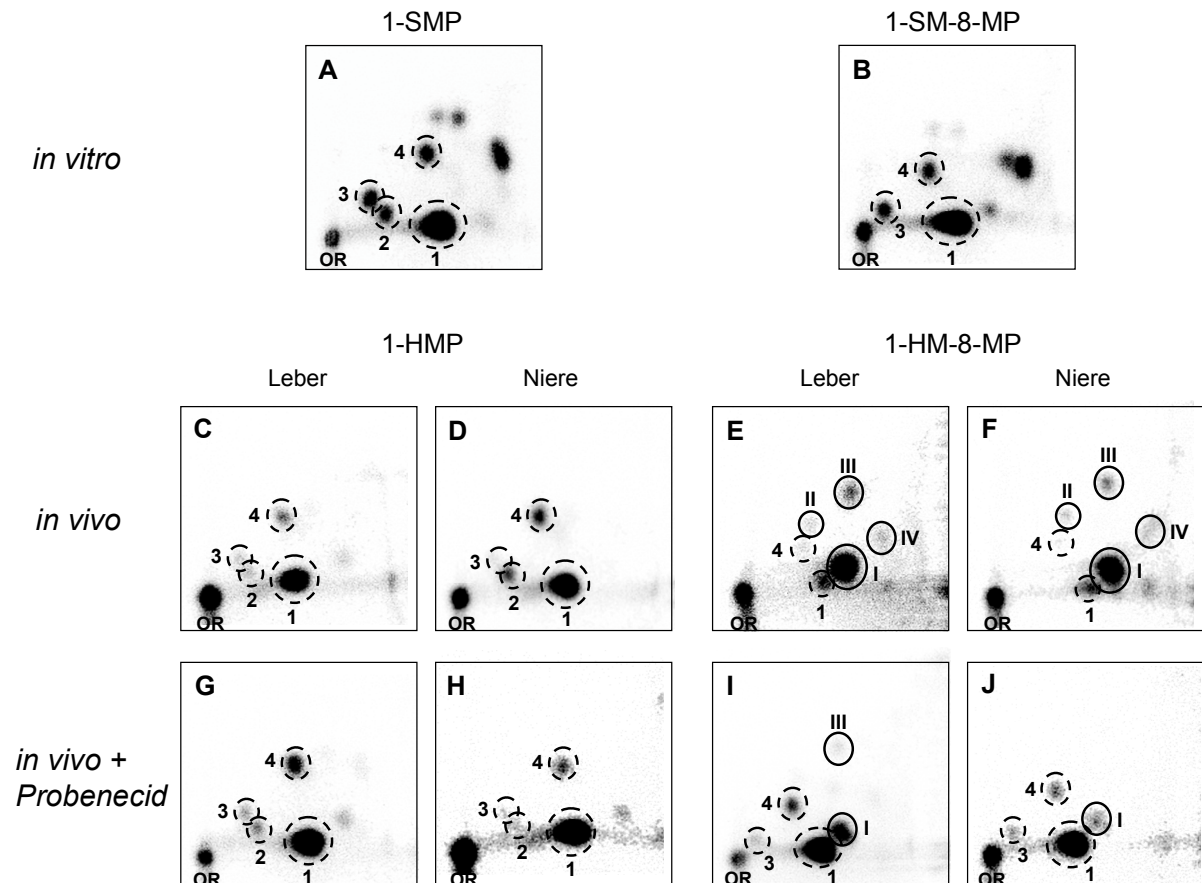 1-SMP 1-SM-8-MP
in vitro
A
4
3
2
1
OR
B
4
3
1
OR
1-HMP 1-HM-8-MP
Leber Niere Leber Niere
in vivo
C
4
3
2
1
OR
D
4
3
2
1
OR
E
III
II
IV
4
I
1
OR
F
III
II
IV
4
I
1
OR
in vivo +
Probenecid
G
4
3
2
1
OR
H
4
3
2
1
OR
I
III
4
I
3
1
OR
J
4
I
3
1
OR